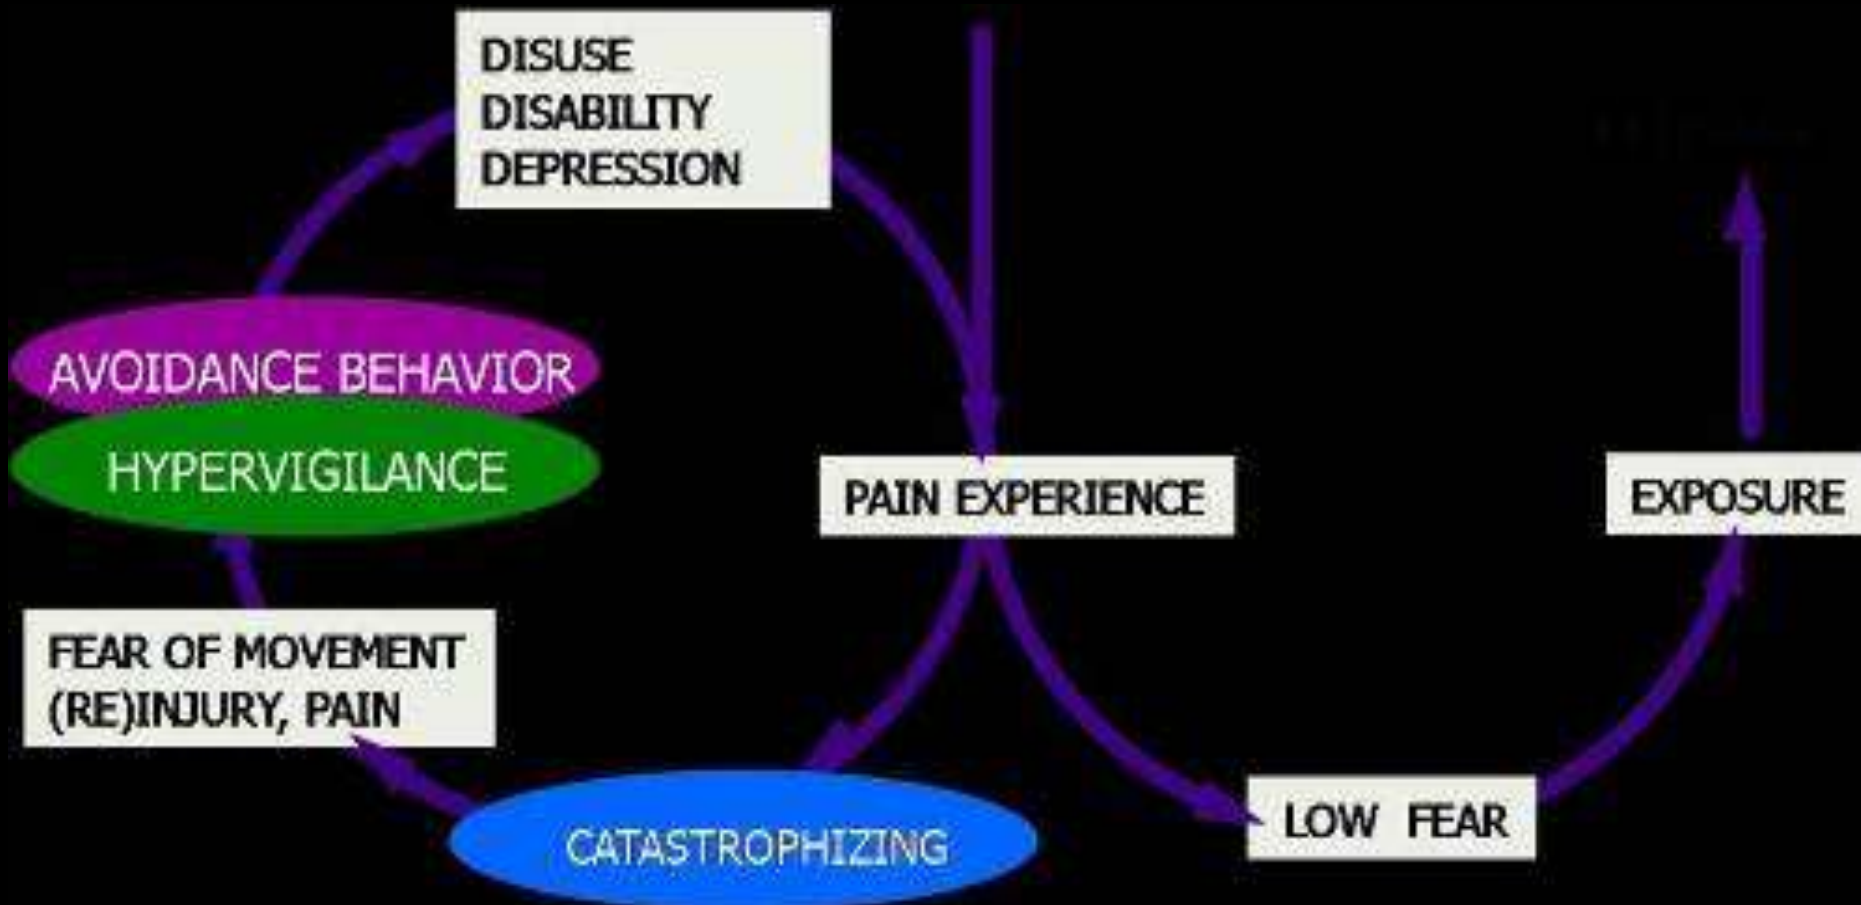 DISUSE
DISABILITY
DEPRESSION
AVOIDANCE BEHAVIOR
HYPERVIGILANCE
PAIN EXPERIENCE
EXPOSURE
FEAR OF MOVEMENT
(RE)INJURY, PAIN
LOW FEAR
CATASTROPHIZING